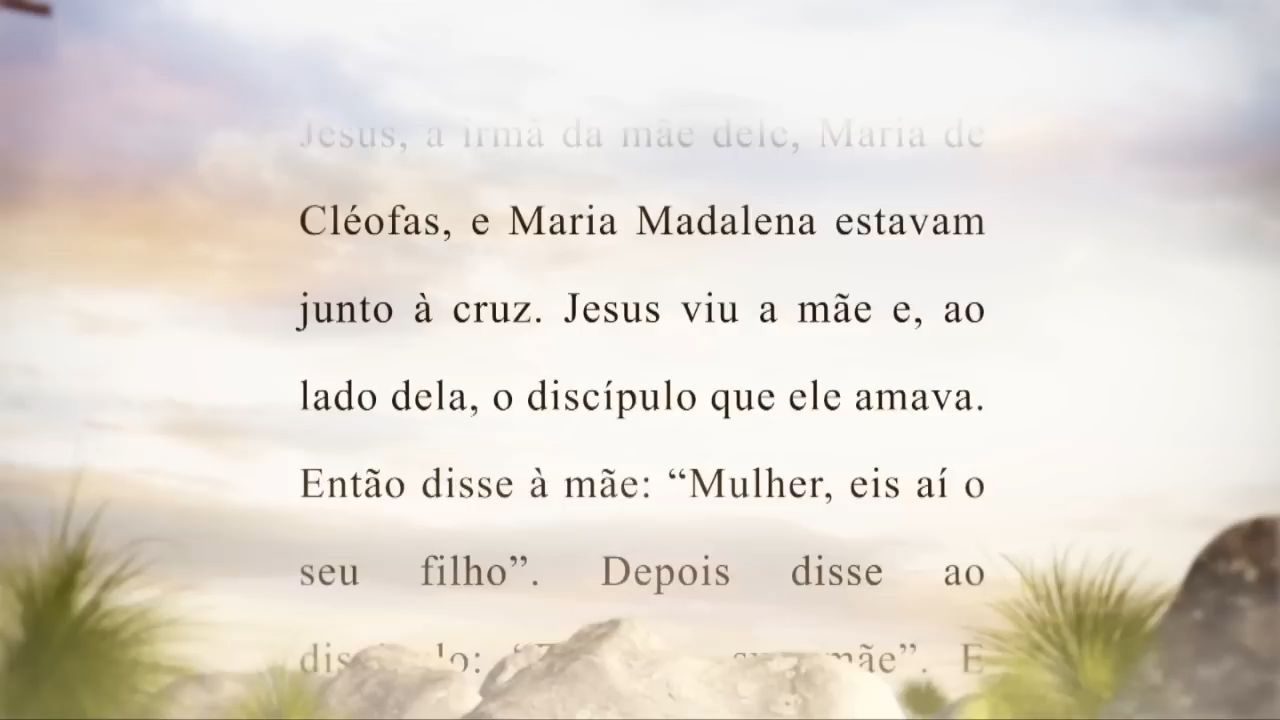 Jesus, a irmã da mãe dele, Maria de
Cléofas, e Maria Madalena estavam
junto à cruz. Jesus viu a mãe e, ao
lado dela, o discípulo que ele amava.
Então disse à mãe: “Mulher, eis aí o
seu filho”. Depois disse ao
mãe”. E